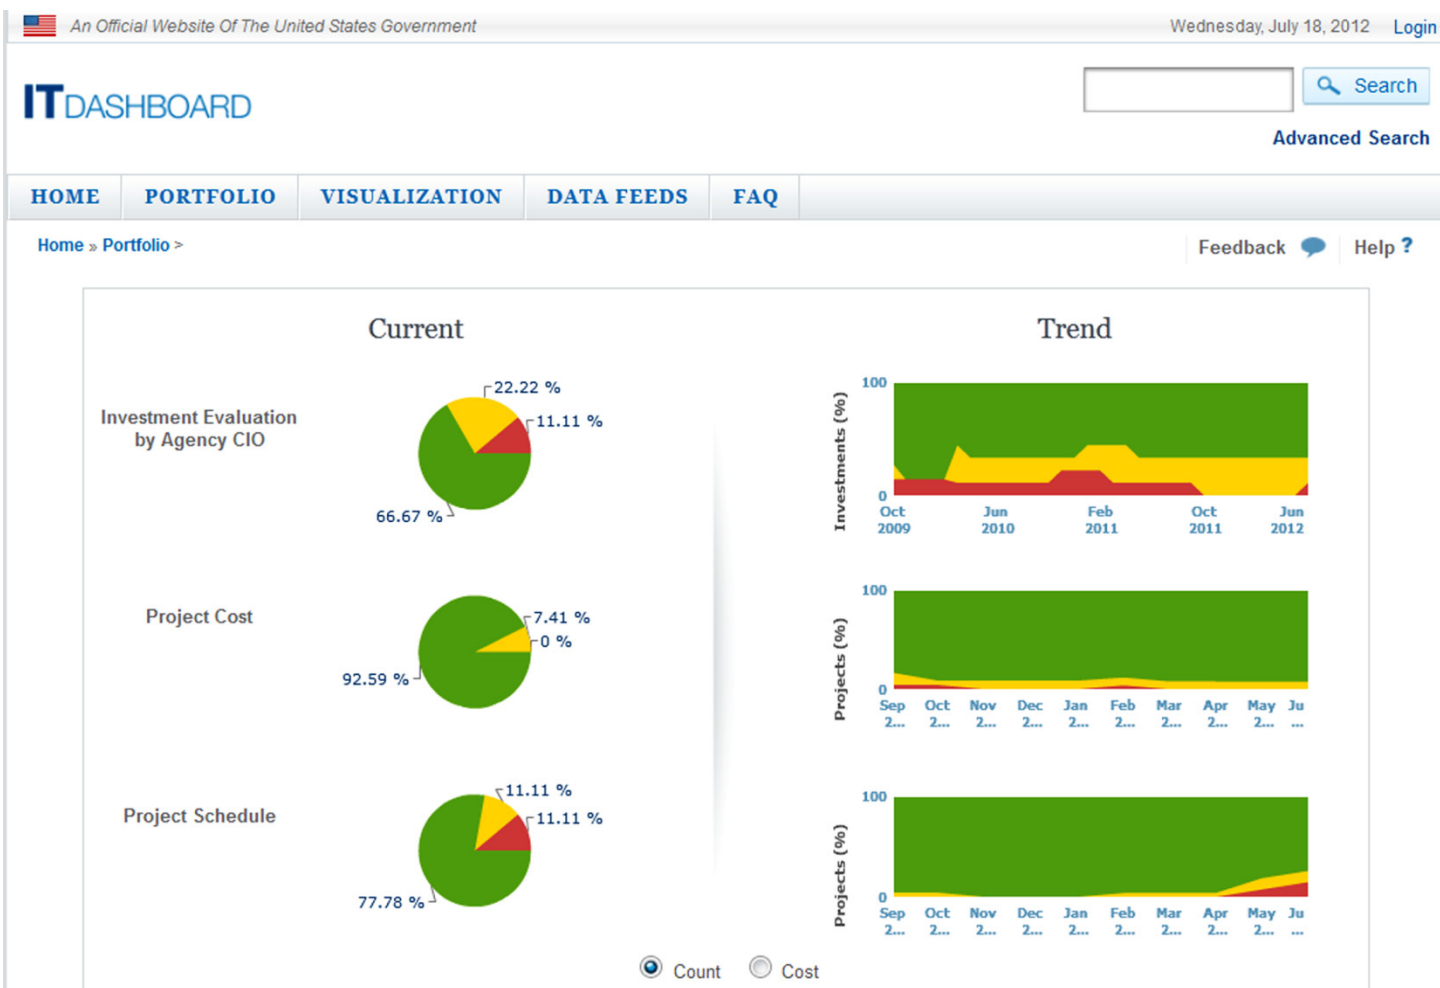 An Official Website Of The United States Government
Wednesday, July 18, 2012 Login
ITDASHBOARD
Search
Advanced Search
HOME PORTFOLIO VISUALIZATION DATA FEEDS FAQ
Home » Portfolio >
Feedback Help ?
Current
Trend
Investment Evaluation
by Agency CIO
22.22 %
11.11 %
66.67 %
Investments (%)
100
0
Oct Jun Feb Oct Jun
2009 2010 2011 2011 2012
Project Cost
7.41 %
0 %
92.59 %
Projects (%)
100
0
Sep Oct Nov Dec Jan Feb Mar Apr May Ju
2... 2... 2... 2... 2... 2... 2... 2... 2... ...
Project Schedule
11.11 %
11.11 %
77.78 %
Projects (%)
100
0
Sep Oct Nov Dec Jan Feb Mar Apr May Ju
2... 2... 2... 2... 2... 2... 2... 2... 2... ...
Count Cost